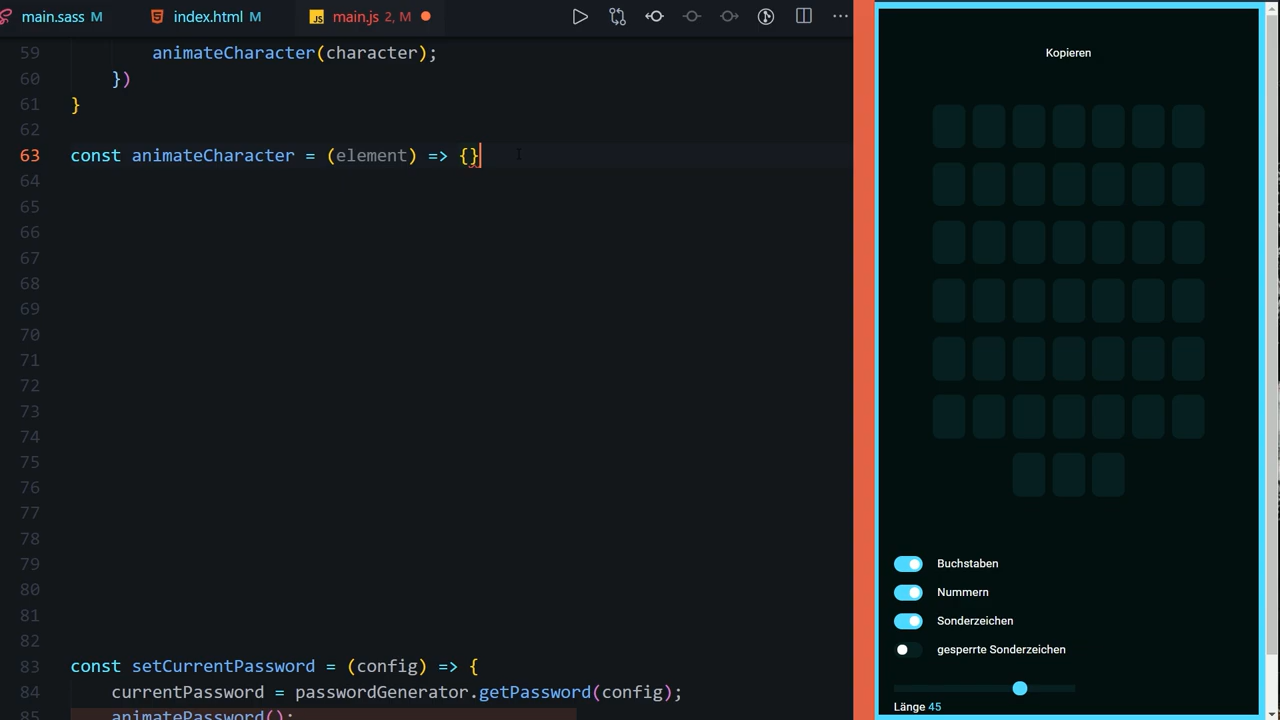 main.sass M index.html M main.js 2, M
59 animateCharacter(character);
60 })
61 }
62
63 const animateCharacter = (element) => {}
64
65
66
67
68
69
70
71
72
73
74
75
76
77
78
79
80
81
82
83 const setCurrentPassword = (config) => {
84 currentPassword = passwordGenerator.getPassword(config);
85 animatePassword();
Kopieren
Buchstaben
Nummern
Sonderzeichen
gesperrte Sonderzeichen
Länge 45